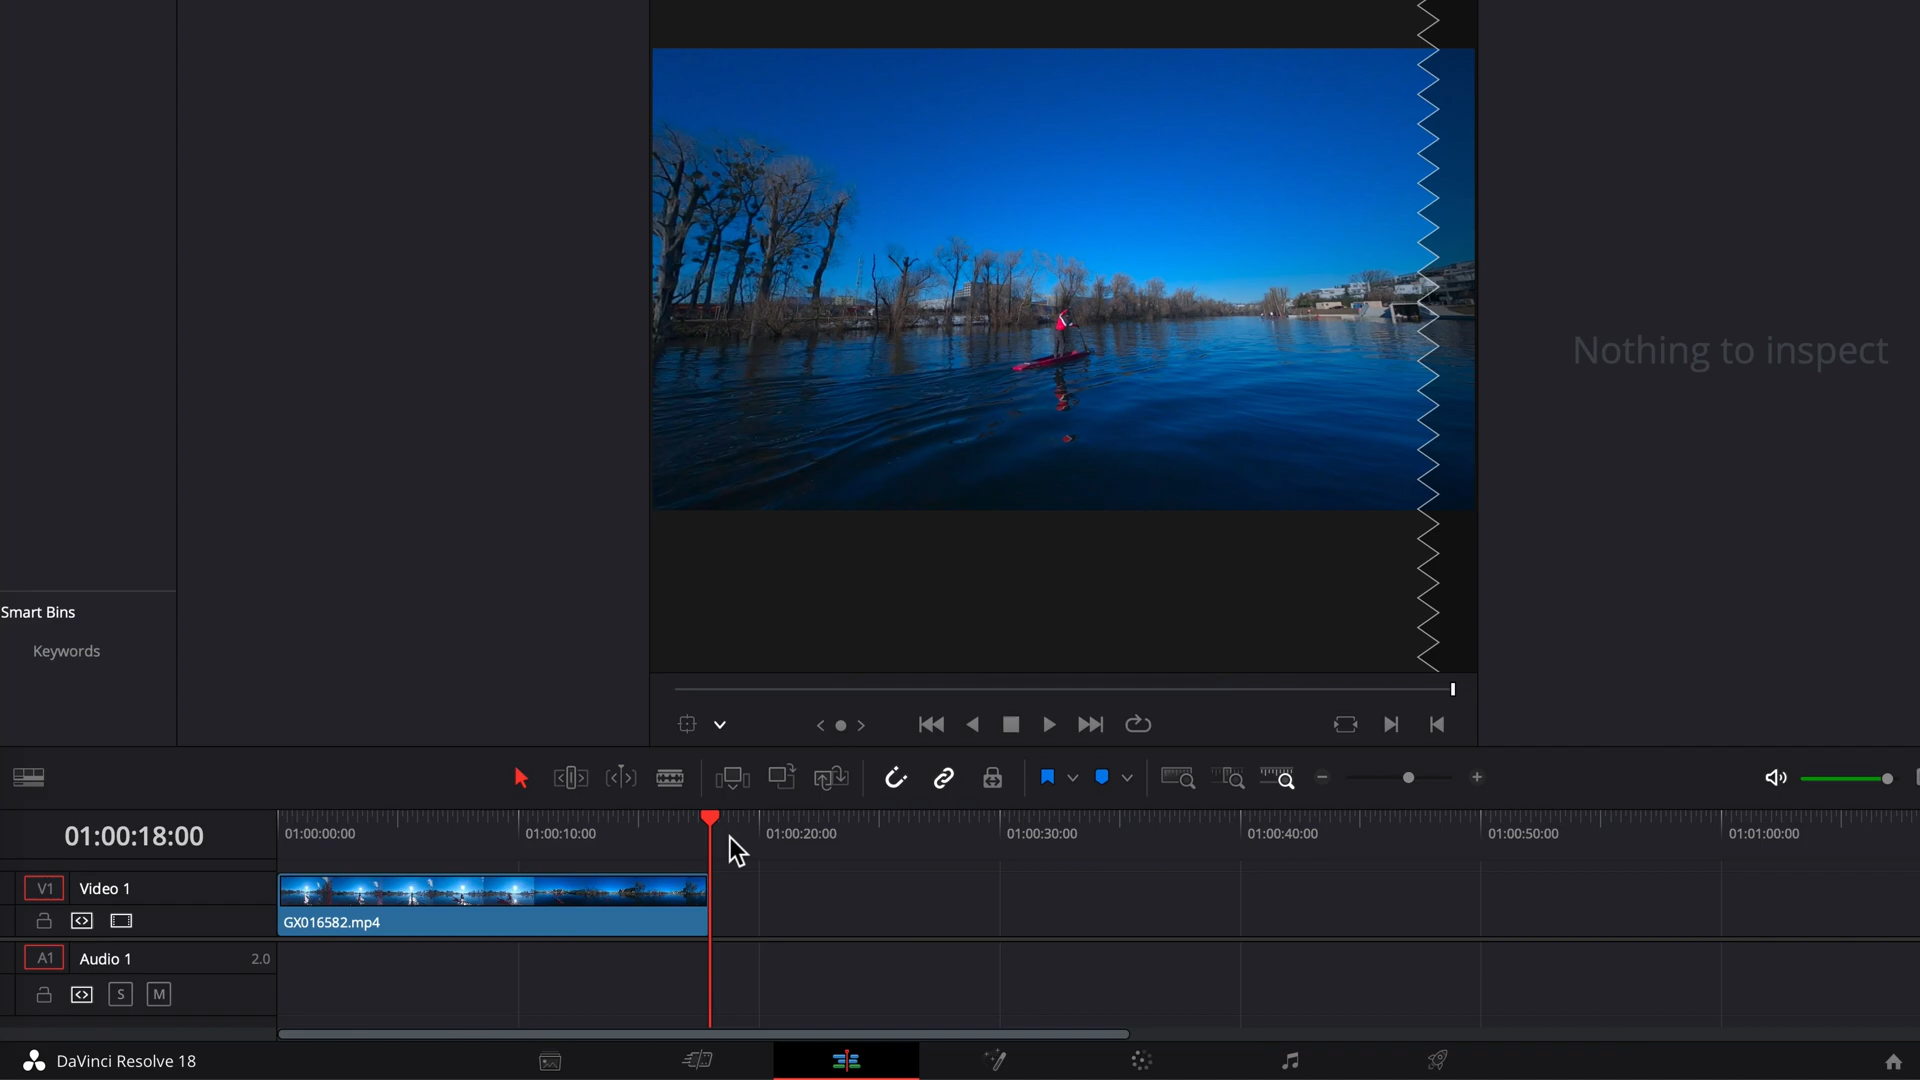 Nothing to inspect
Smart Bins
Keywords
01:00:18:00
01:00:00:00
01:00:10:00
01:00:20:00
01:00:30:00
01:00:40:00
01:00:50:00
01:01:00:00
V1
Video 1
GX016582.mp4
A1
Audio 1
2.0
S
M
DaVinci Resolve 18